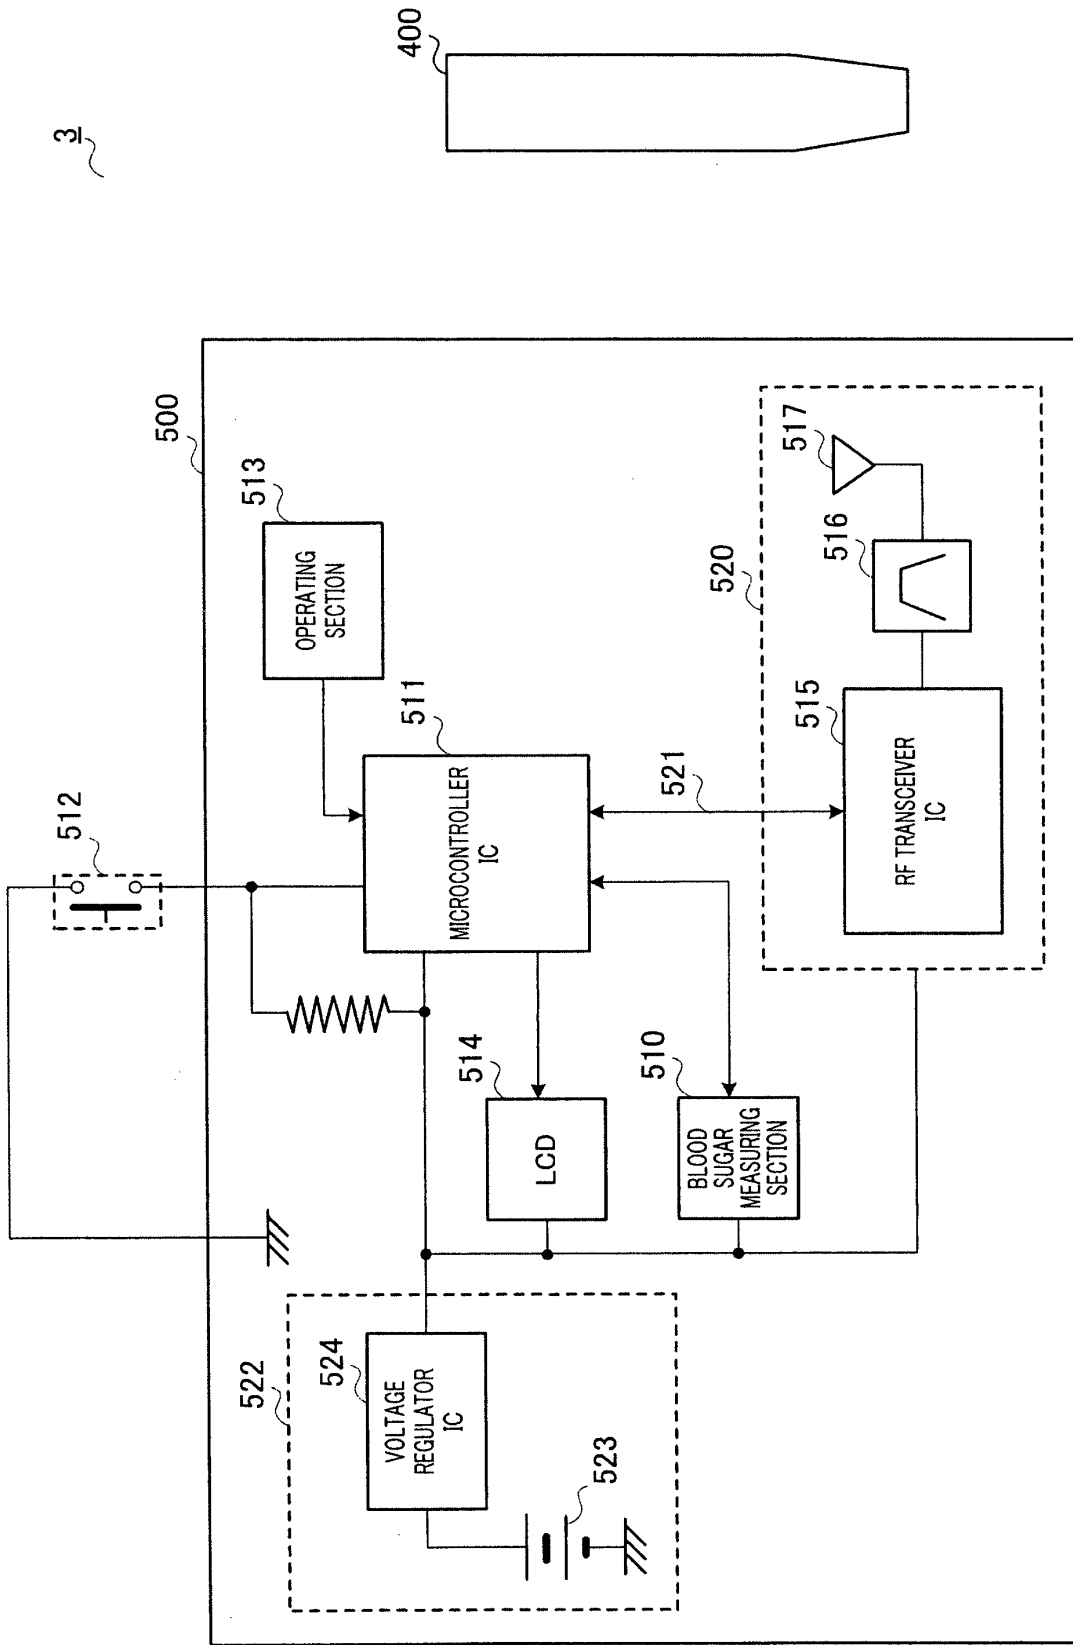 3
400
500
512
513
OPERATING
SECTION
511
MICROCONTROLLER
IC
514
LCD
510
BLOOD
SUGAR
MEASURING
SECTION
521
520
515
RF TRANSCEIVER
IC
516
517
522
524
VOLTAGE
REGULATOR
IC
523